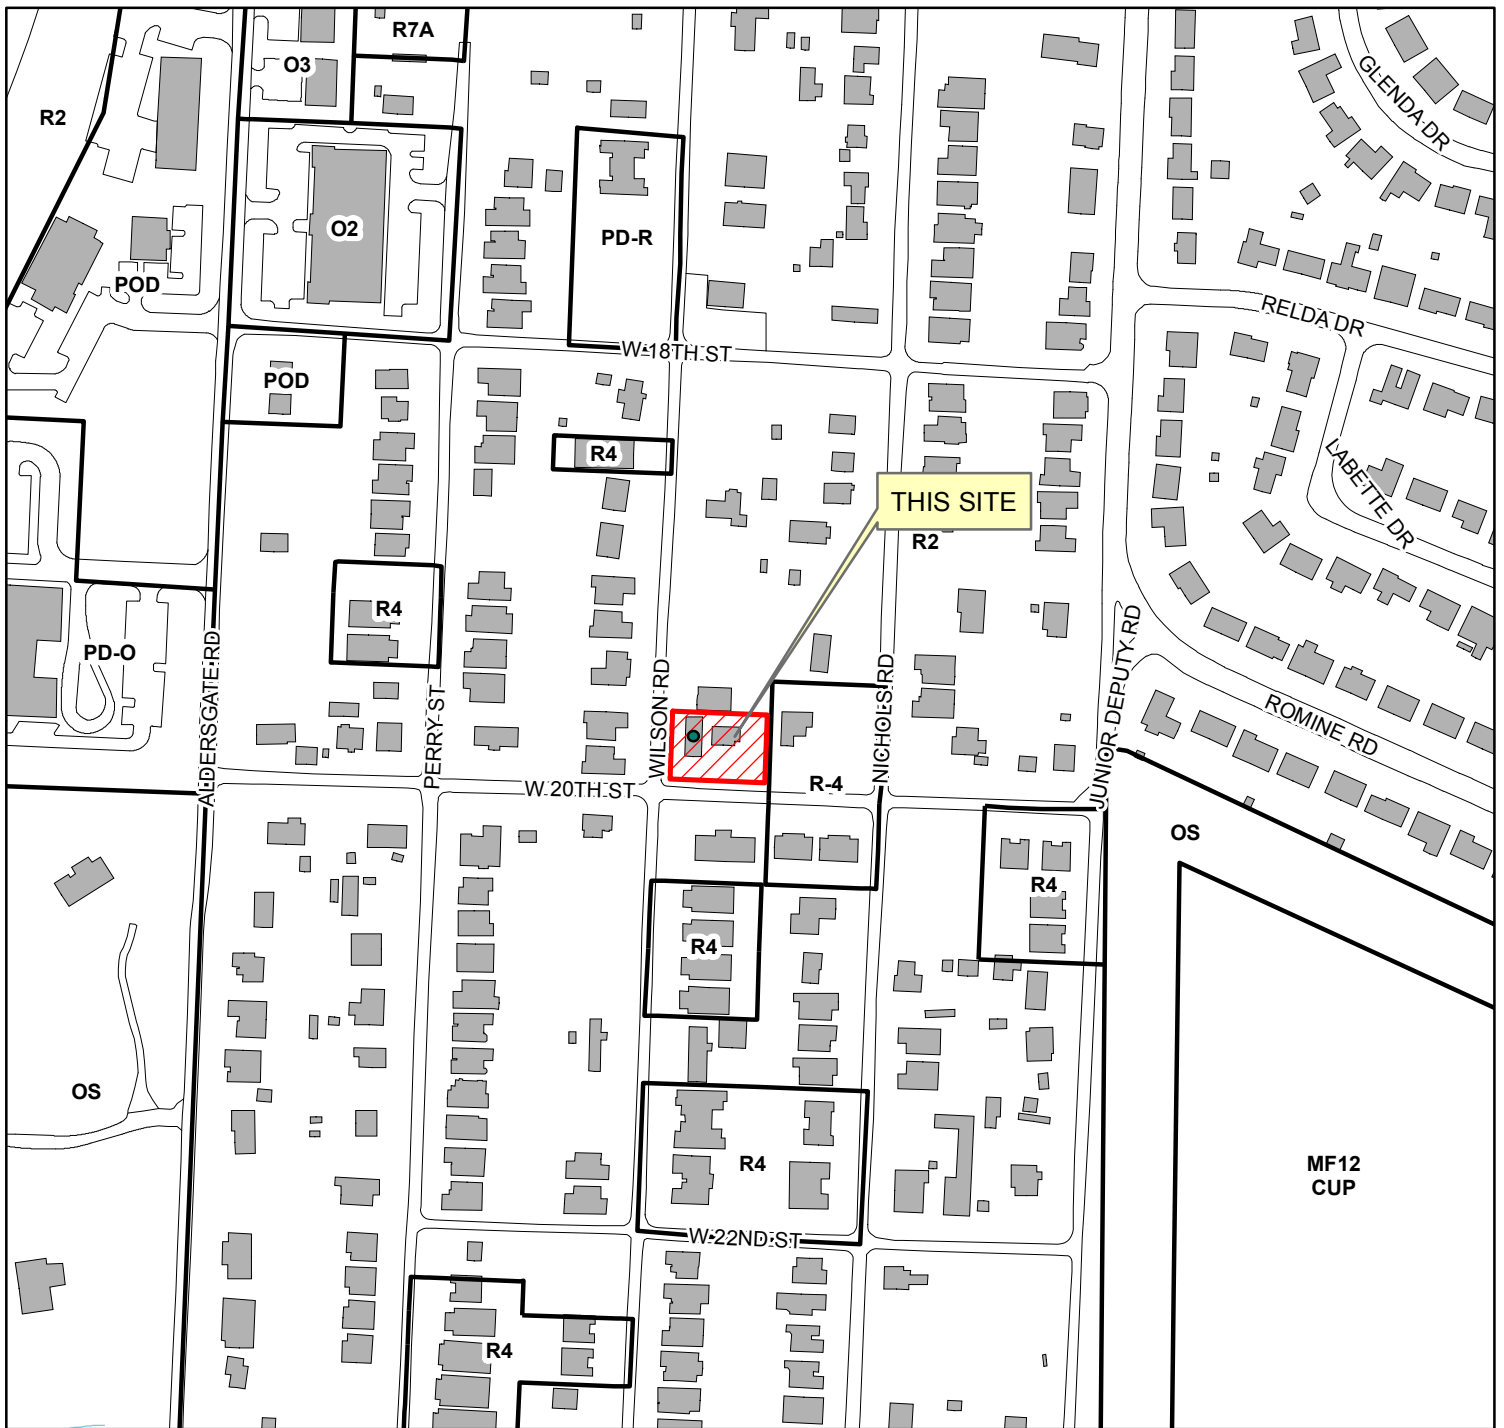 R7A
O3
R2
GLENDA DR
O2
PD-R
POD
RELDA DR
W 18TH ST
POD
R4
LABETTE DR
THIS SITE
R2
R4
PD-O
ALDERSGATE RD
PERRY ST
WILSON RD
NICHOLS RD
JUNIOR DEPUTY RD
ROMINE RD
R-4
W 20TH ST
OS
R4
R4
OS
R4
MF12
CUP
W 22ND ST
R4